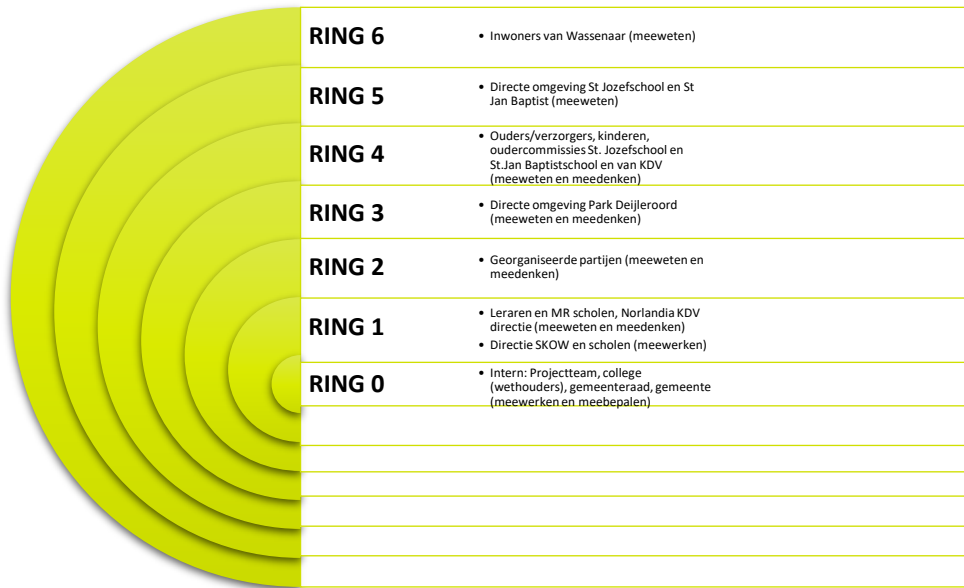 RING 6
• Inwoners van Wassenaar (meeweten)
RING 5
• Directe omgeving St Jozefschool en St
Jan Baptist (meeweten)
RING 4
• Ouders/verzorgers, kinderen,
oudercommissies St. Jozefschool en
St.Jan Baptistschool en van KDV
(meeweten en meedenken)
RING 3
• Directe omgeving Park Deijleroord
(meeweten en meedenken)
RING 2
• Georganiseerde partijen (meeweten en
meedenken)
RING 1
• Leraren en MR scholen, Norlandia KDV
directie (meeweten en meedenken)
• Directie SKOW en scholen (meewerken)
RING 0
• Intern: Projectteam, college
(wethouders), gemeenteraad, gemeente
(meewerken en meebepalen)